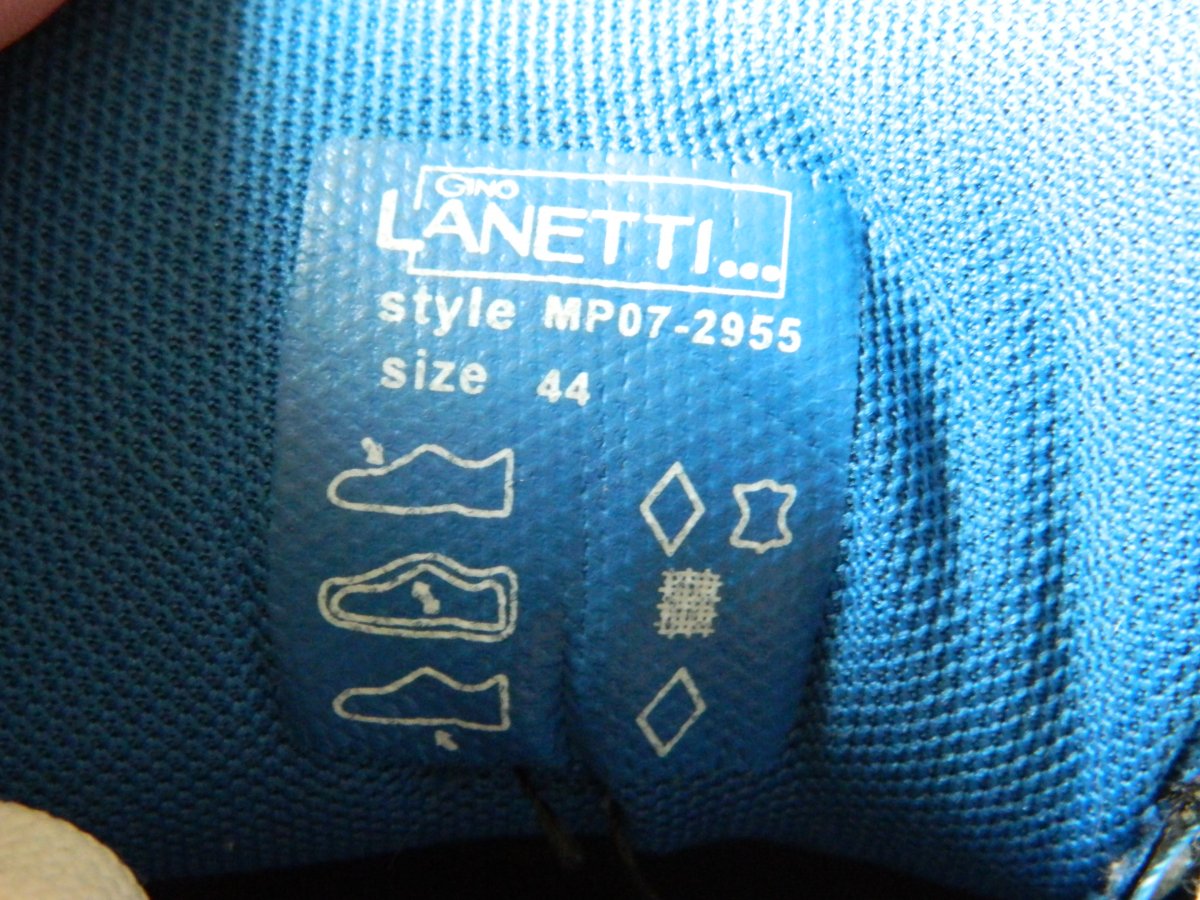 GINO
LANETTI...
style MP07-2955
size 44